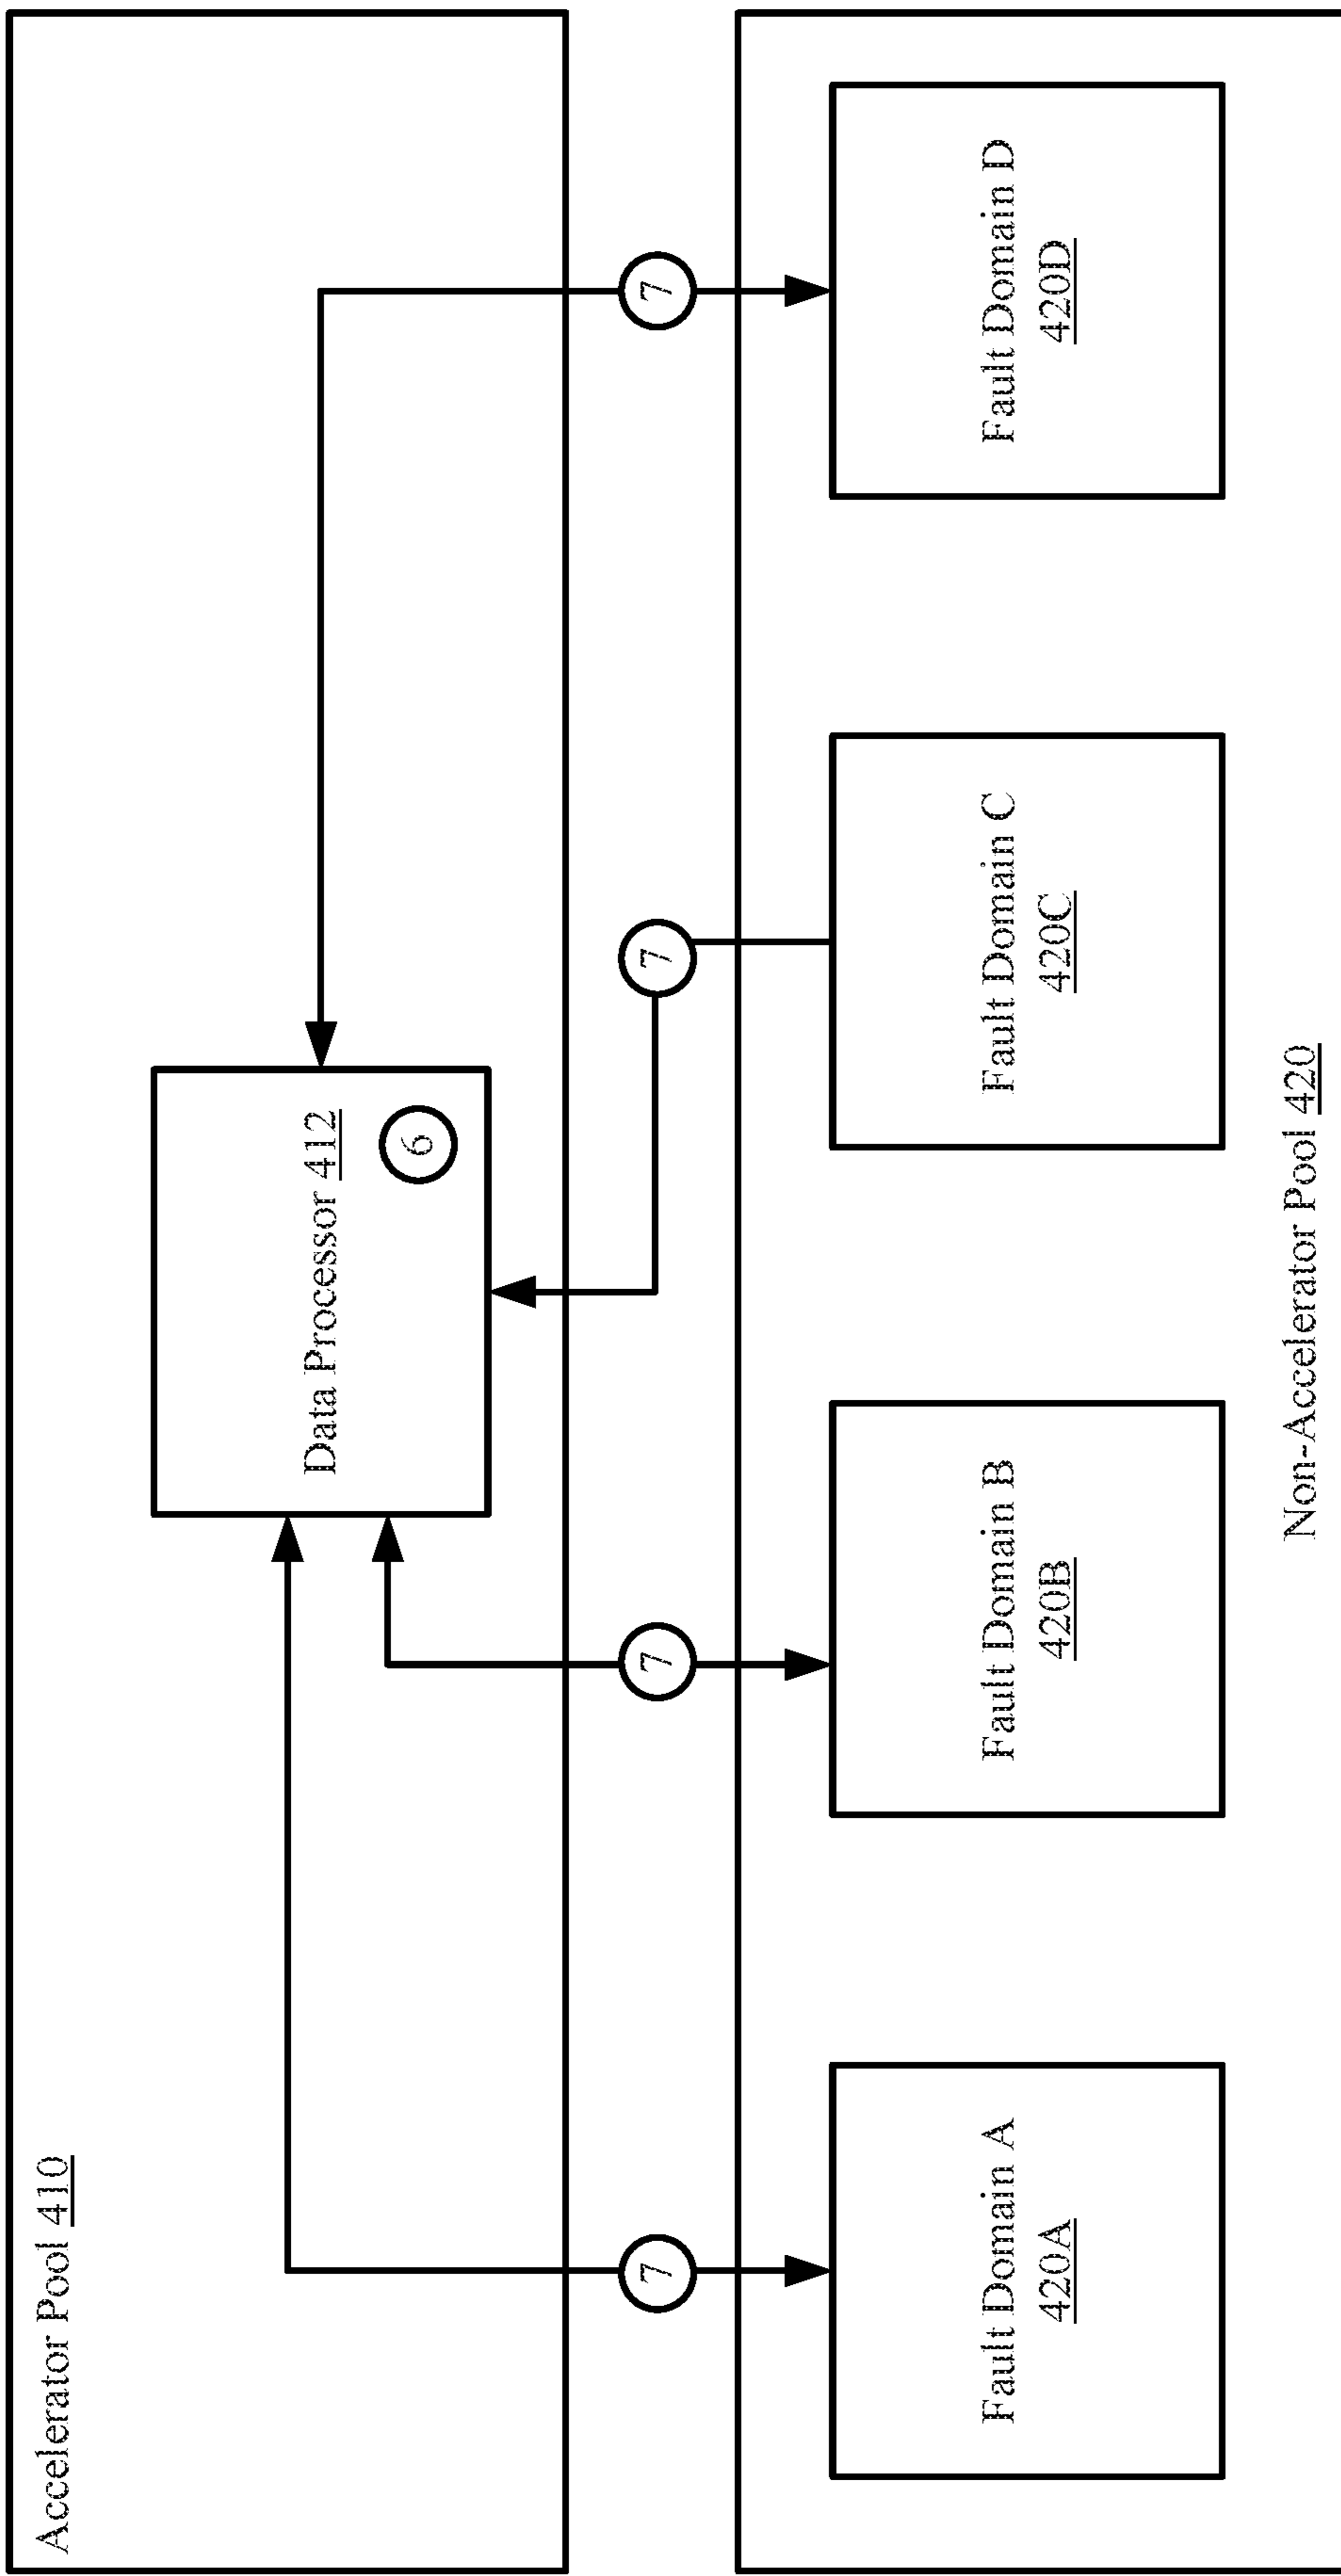 Accelerator Pool 410
Data Processor 412
6
7
7
7
7
Fault Domain A
420A
Fault Domain B
420B
Fault Domain C
420C
Fault Domain D
420D
Non-Accelerator Pool 420